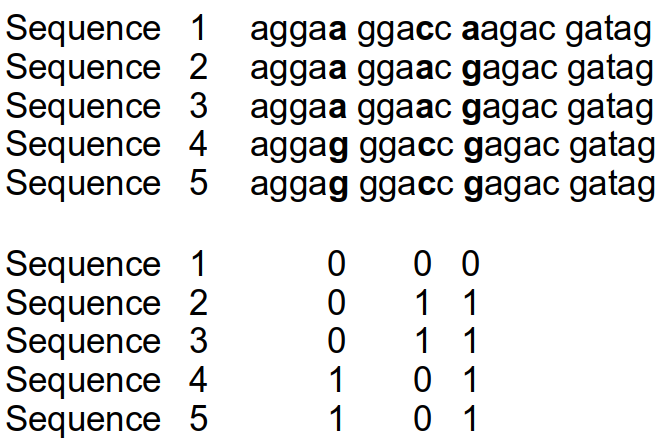 Sequence 1 aggaa ggacc aagac gatag
Sequence 2 aggaa ggaac gagac gatag
Sequence 3 aggaa ggaac gagac gatag
Sequence 4 aggag ggacc gagac gatag
Sequence 5 aggag ggacc gagac gatag
Sequence 1 0 0 0
Sequence 2 0 1 1
Sequence 3 0 1 1
Sequence 4 1 0 1
Sequence 5 1 0 1